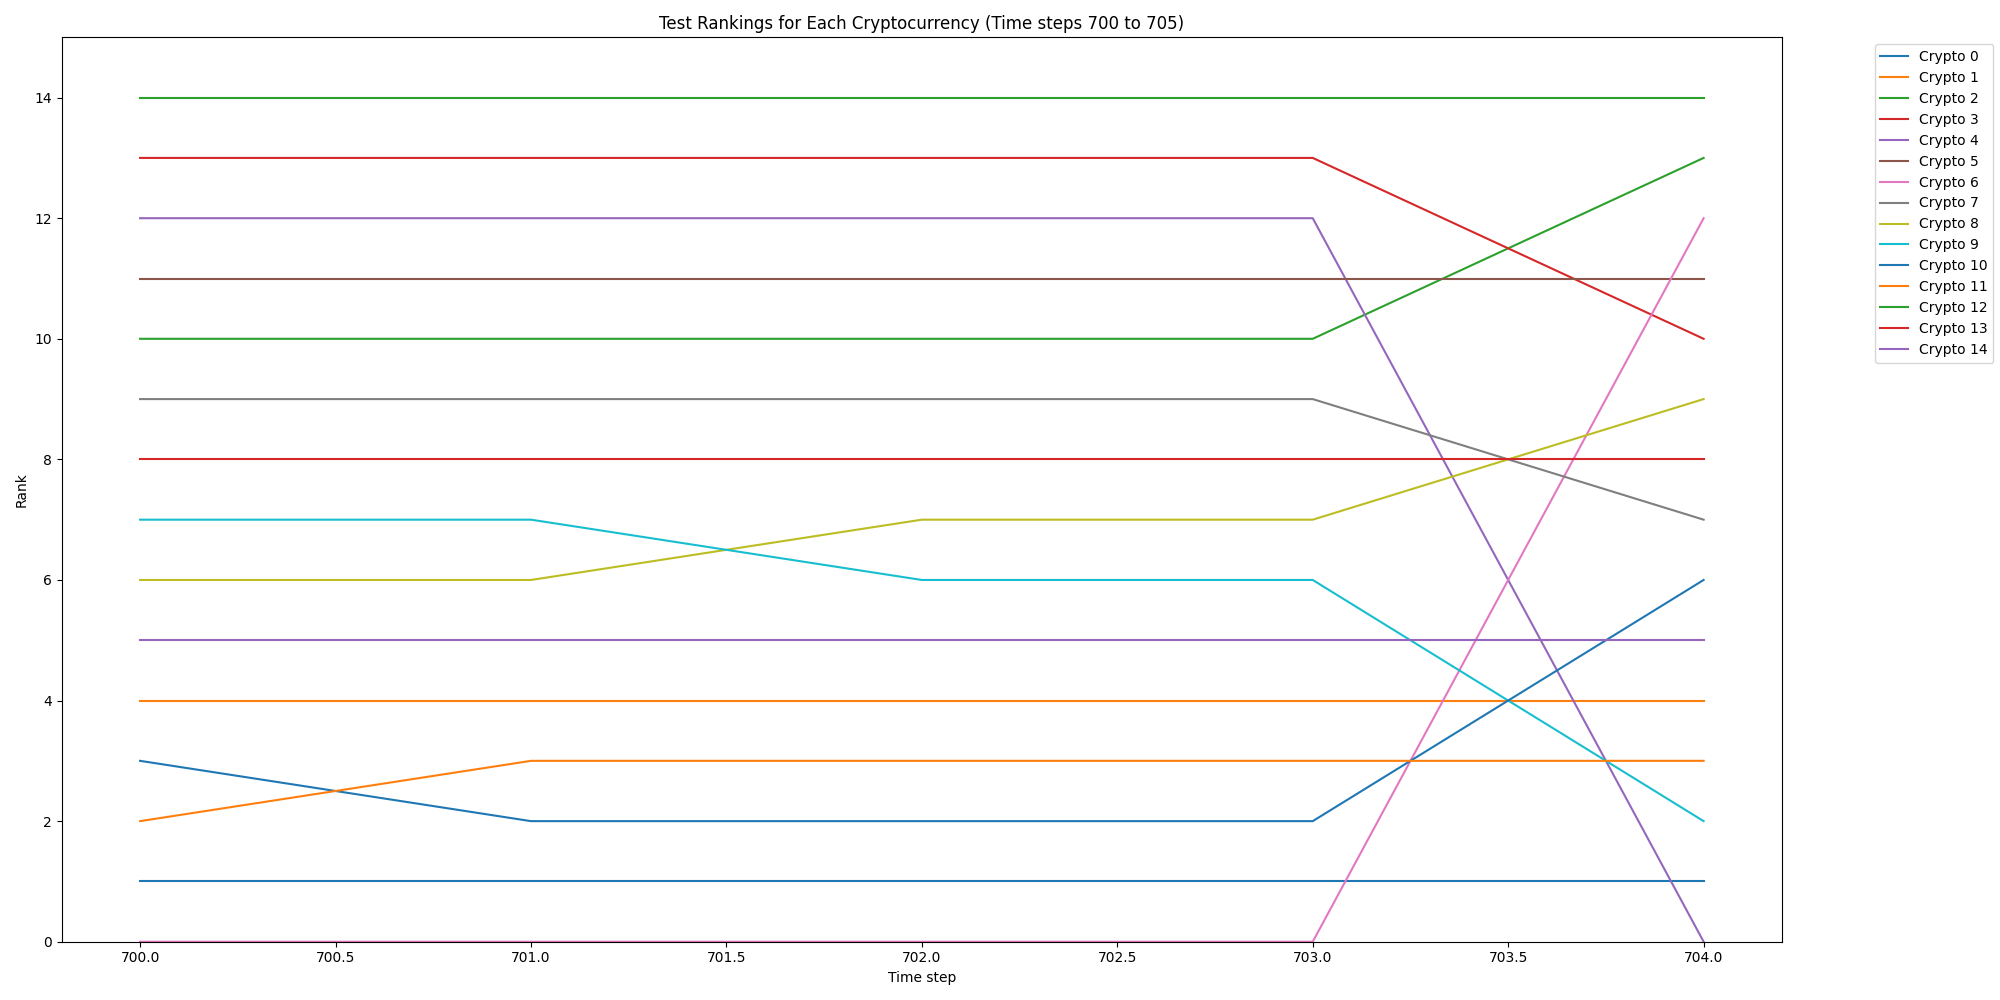 Test Rankings for Each Cryptocurrency (Time steps 700 to 705)
14
12
10
8
6
4
2
0
Rank
700.0 700.5 701.0 701.5 702.0 702.5 703.0 703.5 704.0
Time step
Crypto 0
Crypto 1
Crypto 2
Crypto 3
Crypto 4
Crypto 5
Crypto 6
Crypto 7
Crypto 8
Crypto 9
Crypto 10
Crypto 11
Crypto 12
Crypto 13
Crypto 14